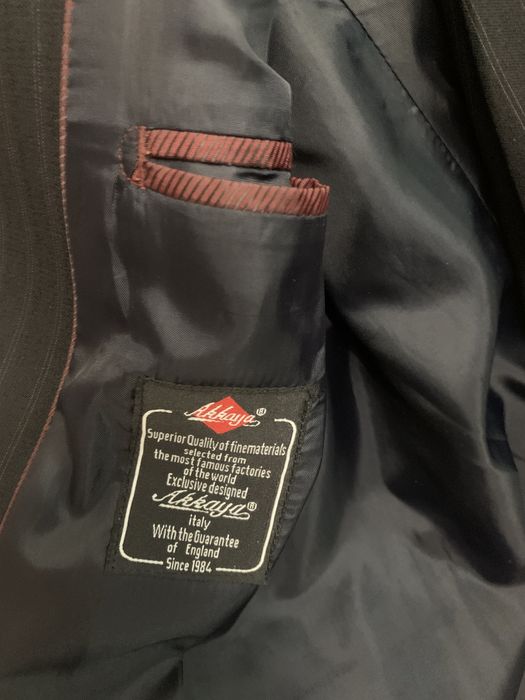 Akkaya®
Superior Quality of finematerials
selected from
the most famous factories
of the world
Exclusive designed
Akkaya®
italy
With the Guarantee
of England
Since 1984